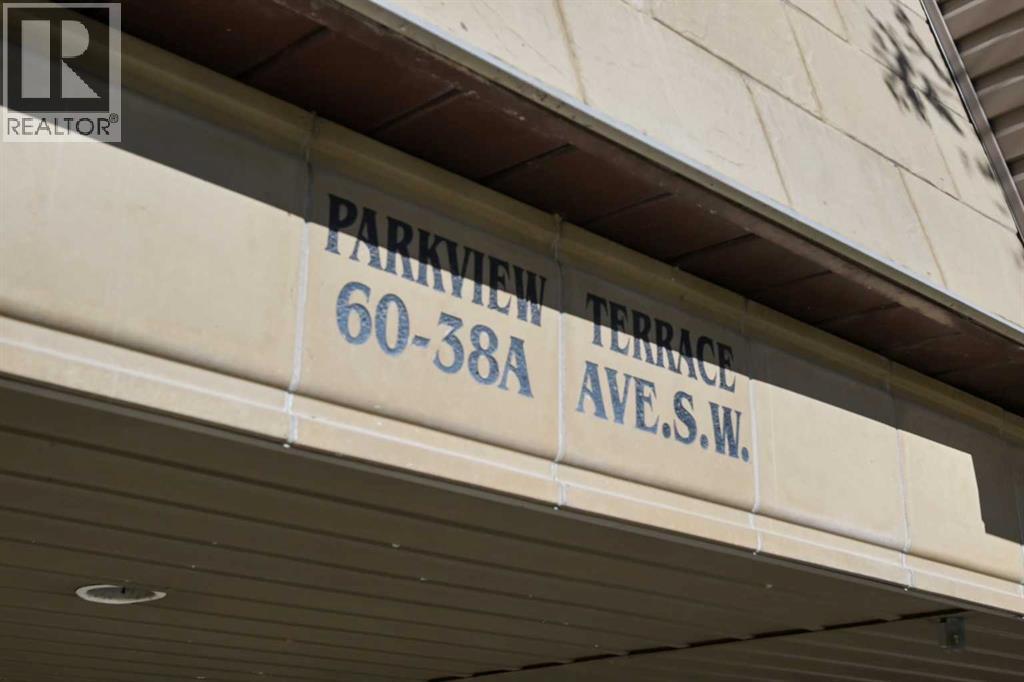 REALTOR®
PARKVIEW TERRACE
60-38A AVE.S.W.